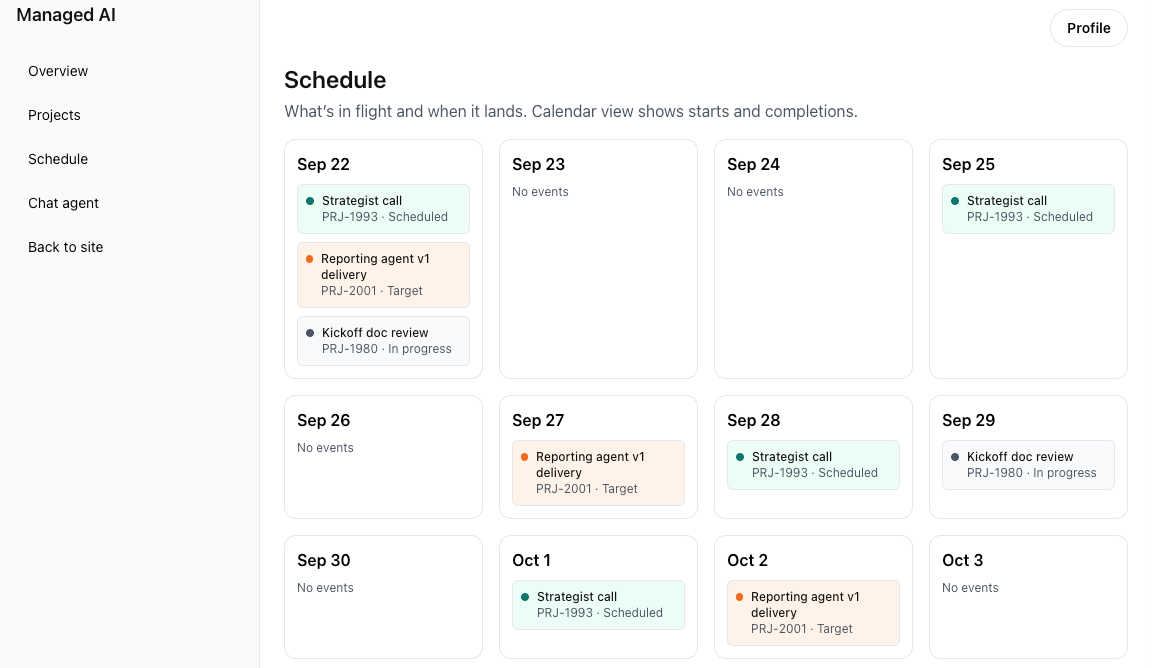 Managed AI
Profile
Overview
Projects
Schedule
Chat agent
Back to site
Schedule
What’s in flight and when it lands. Calendar view shows starts and completions.
Sep 22
Strategist call
PRJ-1993 · Scheduled
Reporting agent v1
delivery
PRJ-2001 · Target
Kickoff doc review
PRJ-1980 · In progress
Sep 23
No events
Sep 24
No events
Sep 25
Strategist call
PRJ-1993 · Scheduled
Sep 26
No events
Sep 27
Reporting agent v1
delivery
PRJ-2001 · Target
Sep 28
Strategist call
PRJ-1993 · Scheduled
Sep 29
Kickoff doc review
PRJ-1980 · In progress
Sep 30
No events
Oct 1
Strategist call
PRJ-1993 · Scheduled
Oct 2
Reporting agent v1
delivery
PRJ-2001 · Target
Oct 3
No events